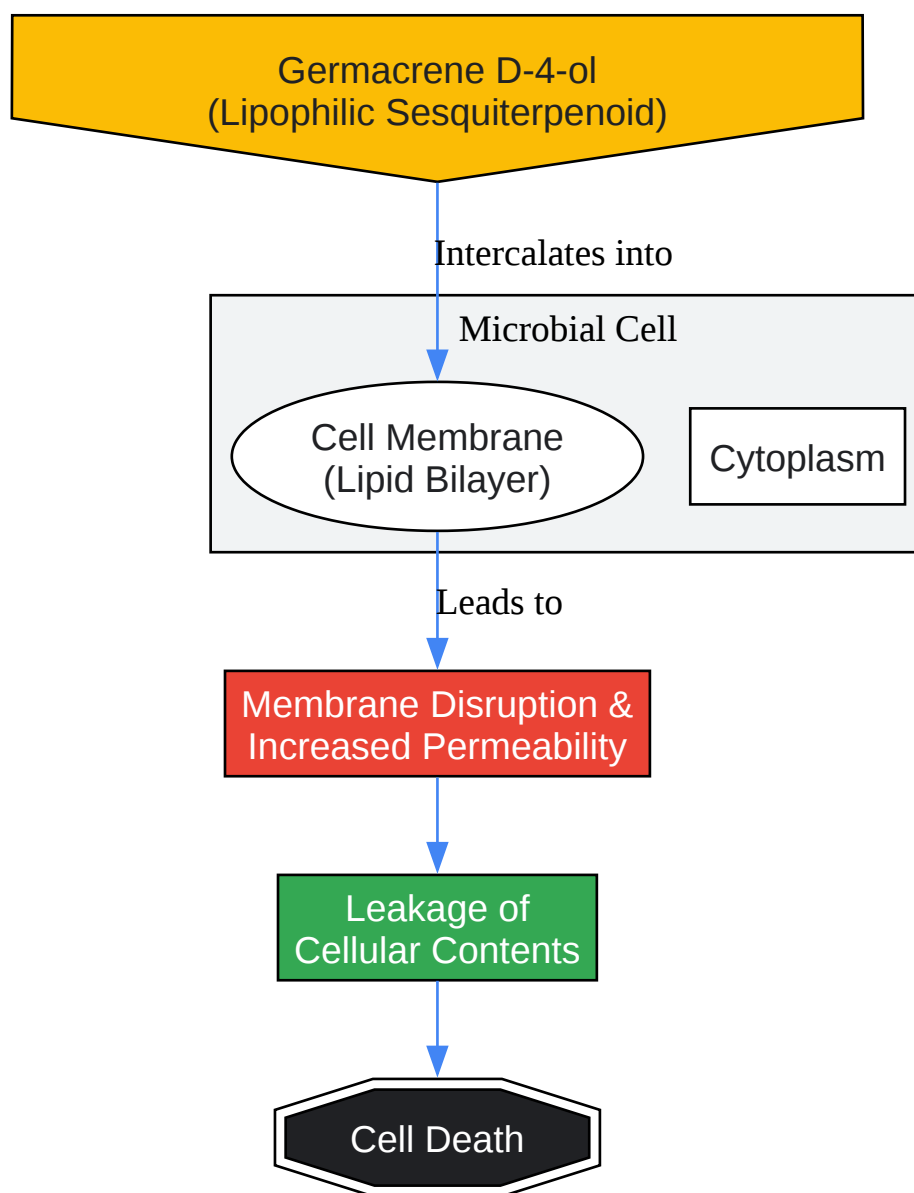 Germacrene D-4-ol
(Lipophilic Sesquiterpenoid)
Intercalates into
Microbial Cell
Cell Membrane
(Lipid Bilayer)
Cytoplasm
Leads to
Membrane Disruption &
Increased Permeability
Leakage of
Cellular Contents
Cell Death